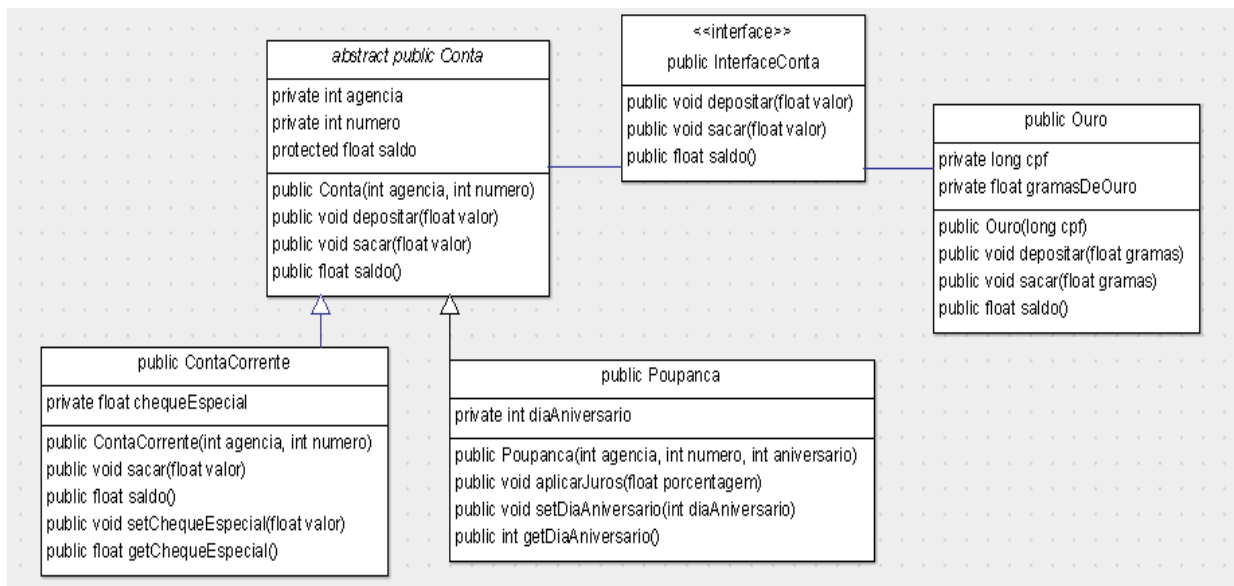 abstract public Conta
private int agencia
private int numero
protected float saldo
public Conta(int agencia, int numero)
public void depositar(float valor)
public void sacar(float valor)
public float saldo()
<<interface>>
public InterfaceConta
public void depositar(float valor)
public void sacar(float valor)
public float saldo()
public Ouro
private long cpf
private float gramasDeOuro
public Ouro(long cpf)
public void depositar(float gramas)
public void sacar(float gramas)
public float saldo()
public ContaCorrente
private float chequeEspecial
public ContaCorrente(int agencia, int numero)
public void sacar(float valor)
public float saldo()
public void setChequeEspecial(float valor)
public float getChequeEspecial()
public Poupanca
private int diaAniversario
public Poupanca(int agencia, int numero, int aniversario)
public void aplicarJuros(float porcentagem)
public void setDiaAniversario(int diaAniversario)
public int getDiaAniversario()